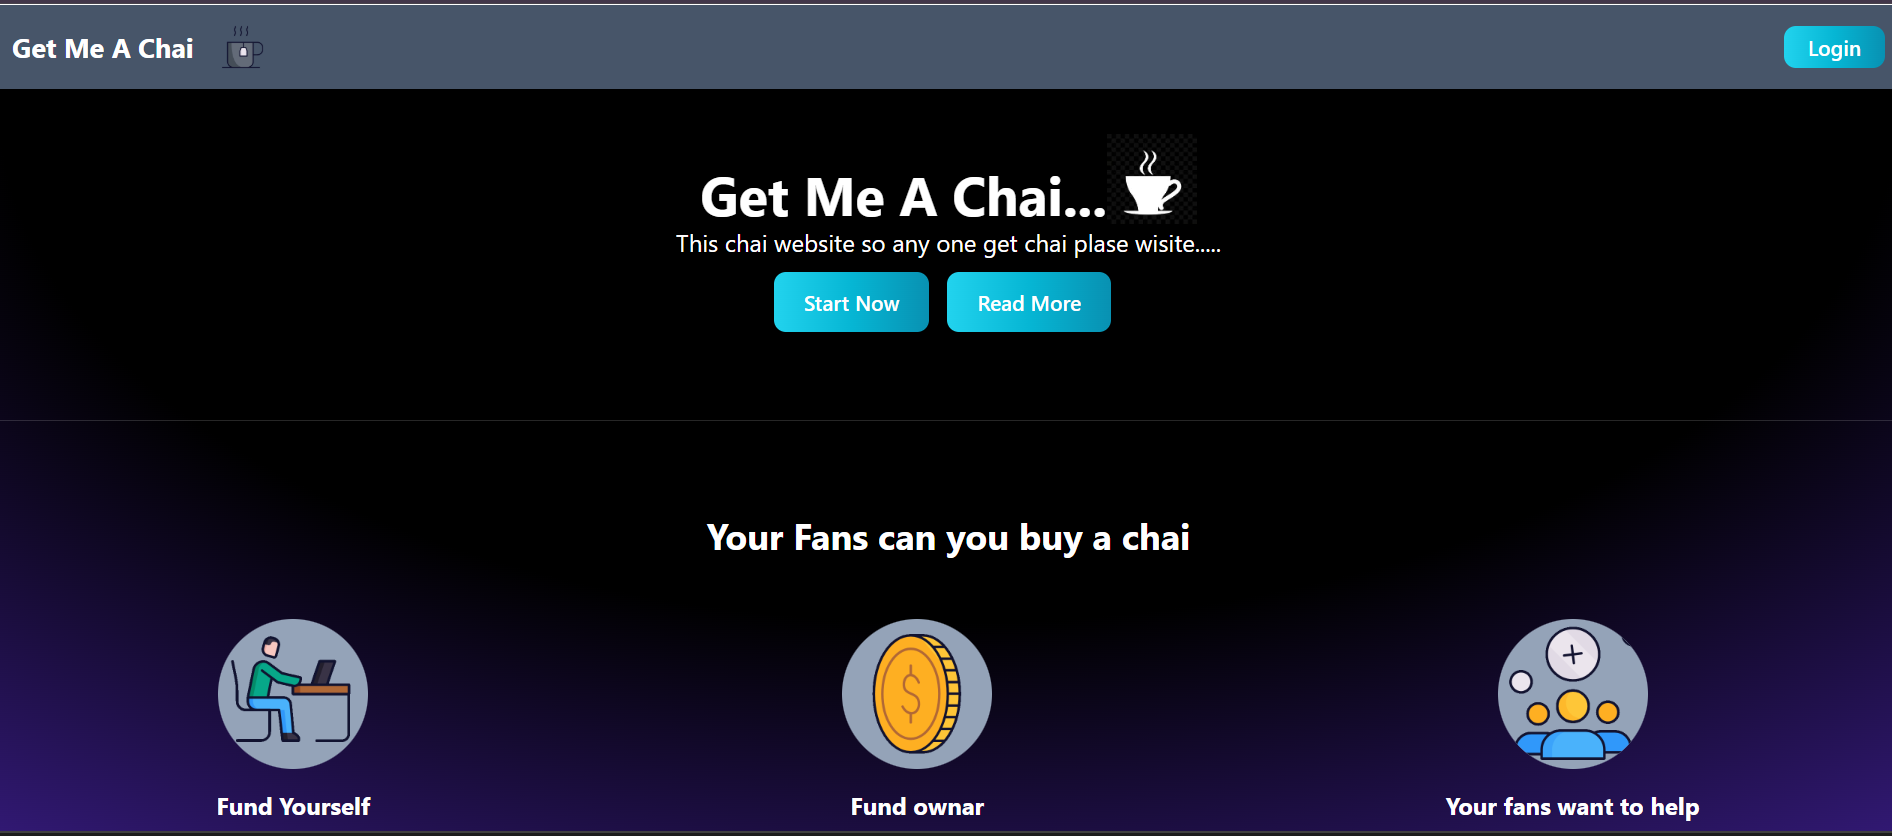 Get Me A Chai
Login
Get Me A Chai...
This chai website so any one get chai plase wisite.....
Start Now
Read More
Your Fans can you buy a chai
Fund Yourself
Fund ownar
Your fans want to help